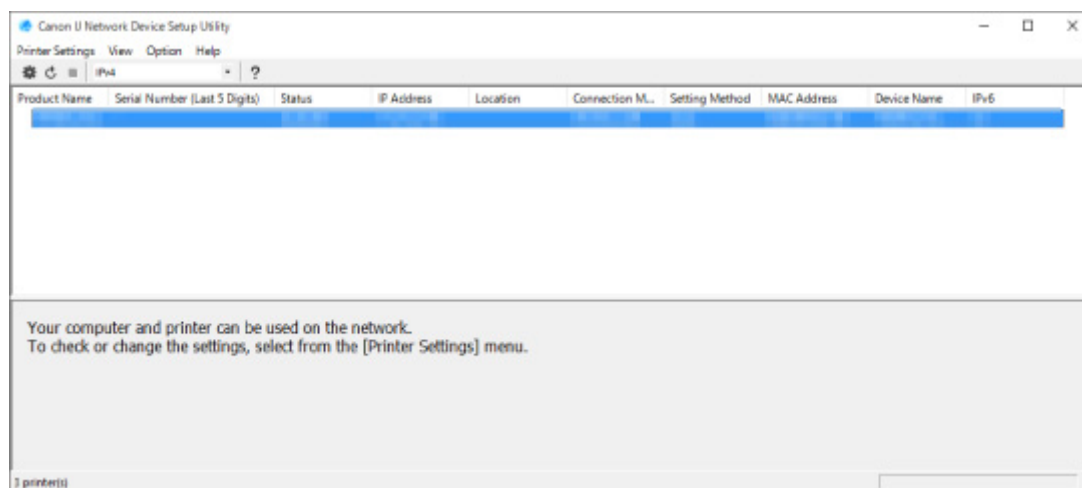 Canon IJ Network Device Setup Utility
Printer Settings View Option Help
IPv4 ?
Product Name Serial Number (Last 5 Digits) Status IP Address Location Connection M... Setting Method MAC Address Device Name IPv6
Your computer and printer can be used on the network.
To check or change the settings, select from the [Printer Settings] menu.
printer(s)